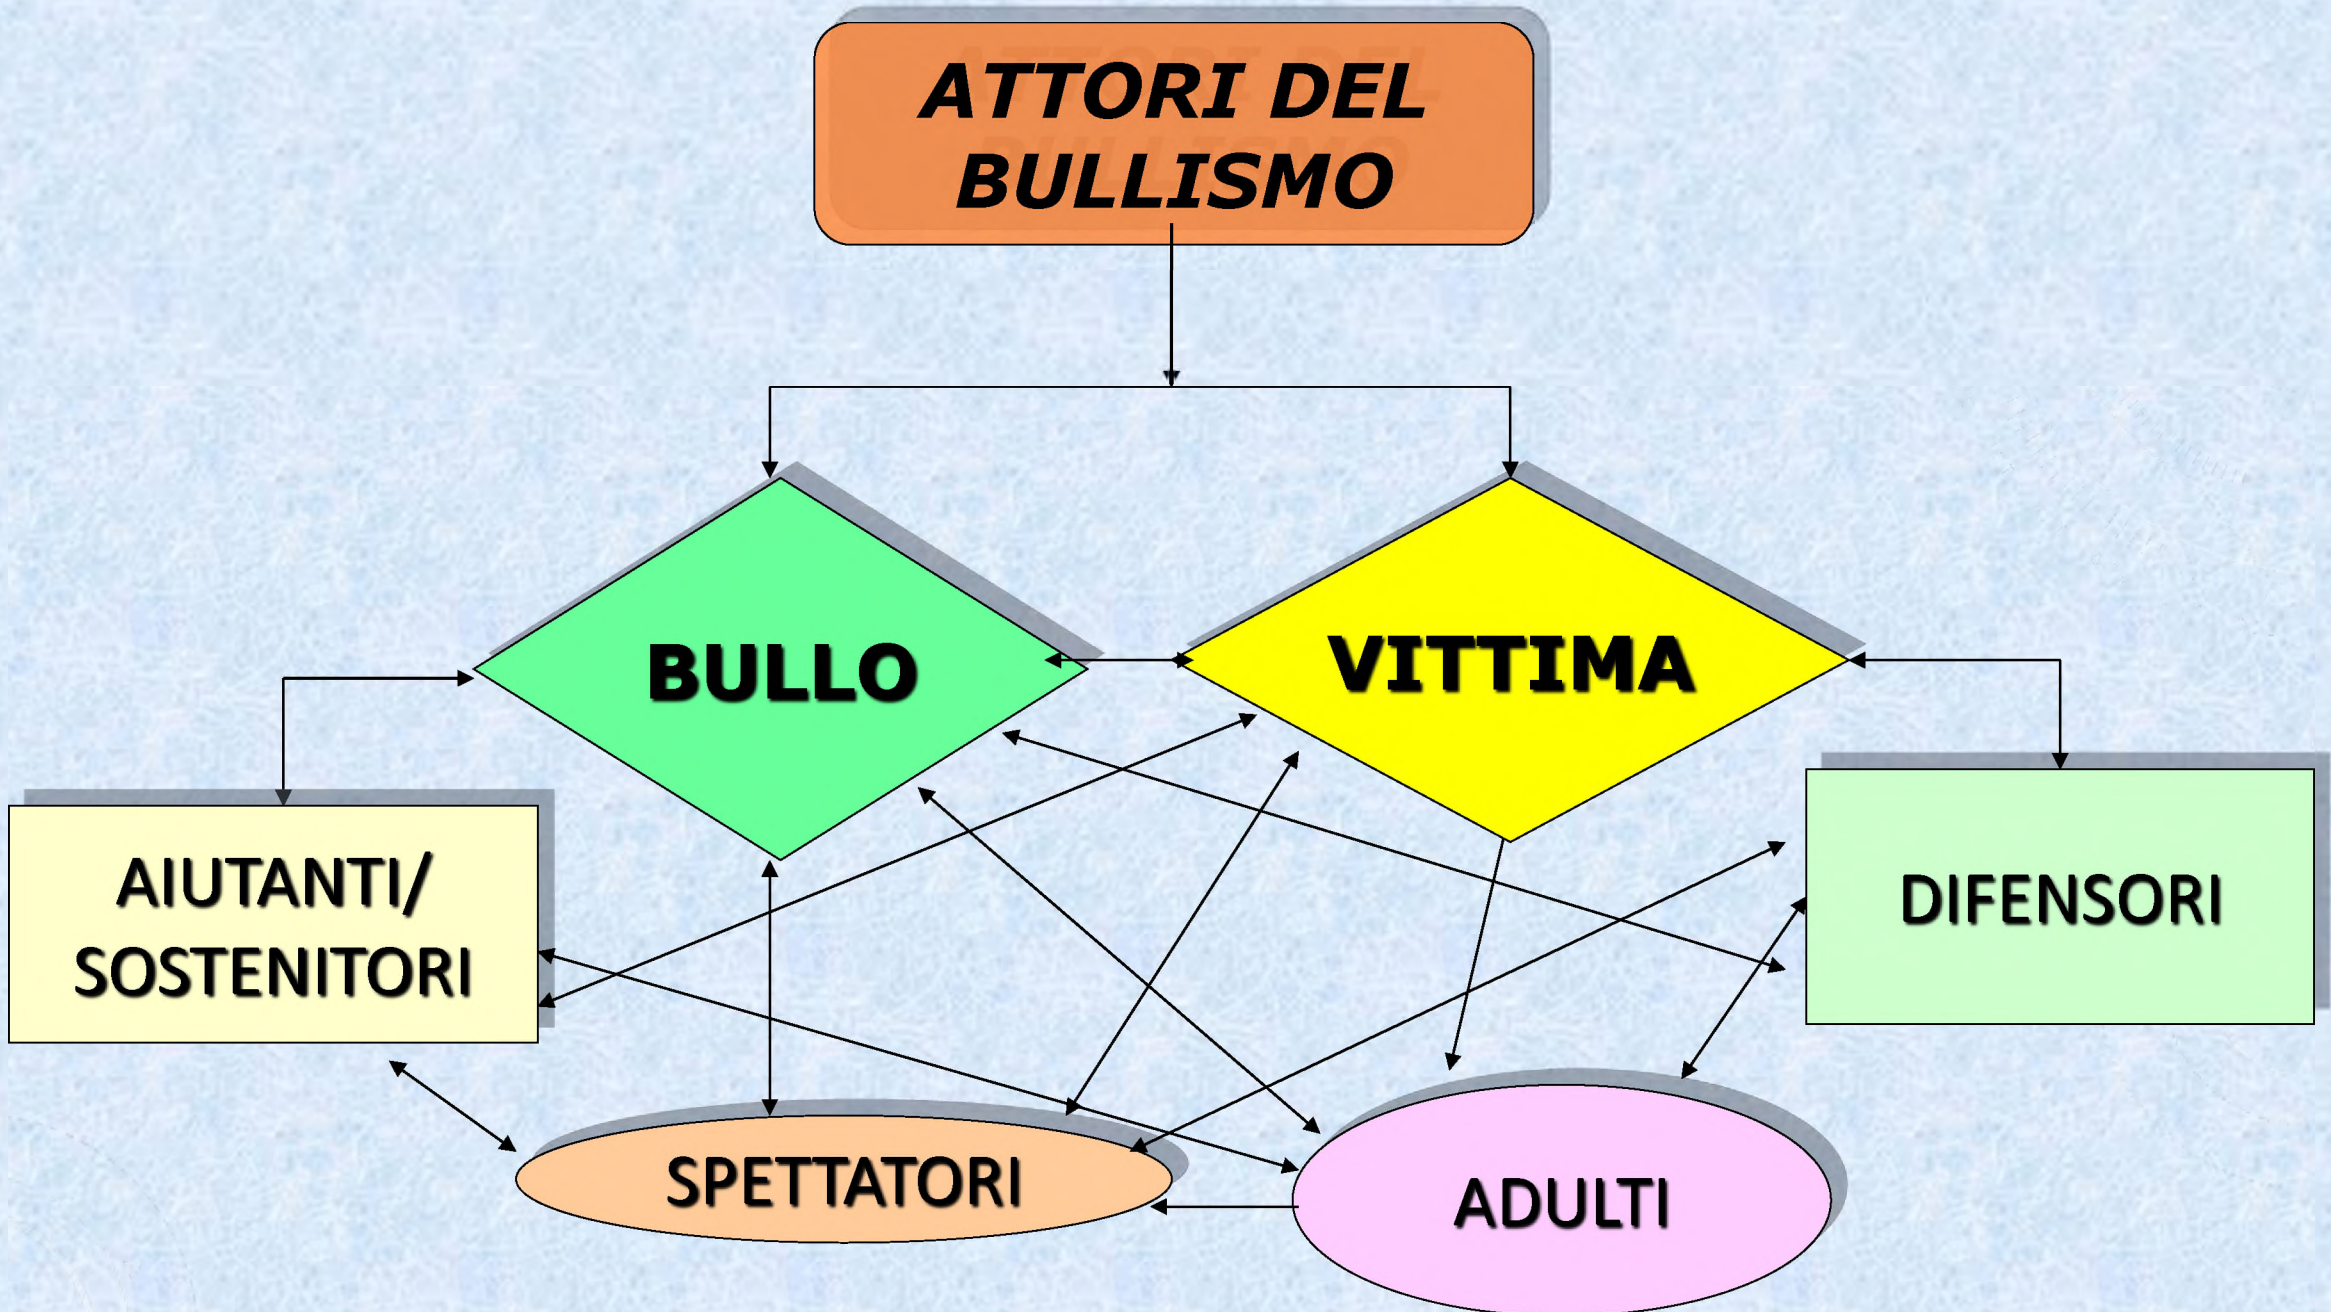 ATTORI DEL
BULLISMO
BULLO
VITTIMA
AIUTANTI/
SOSTENITORI
DIFENSORI
SPETTATORI
ADULTI